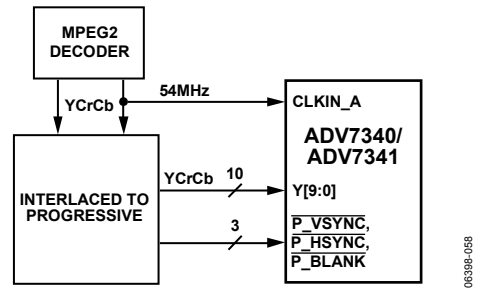 MPEG2
DECODER
YCrCb
54MHz
CLKIN_A
ADV7340/
ADV7341
INTERLACED TO
PROGRESSIVE
YCrCb
10
Y[9:0]
3
P_VSYNC,
P_HSYNC,
P_BLANK
06398-058